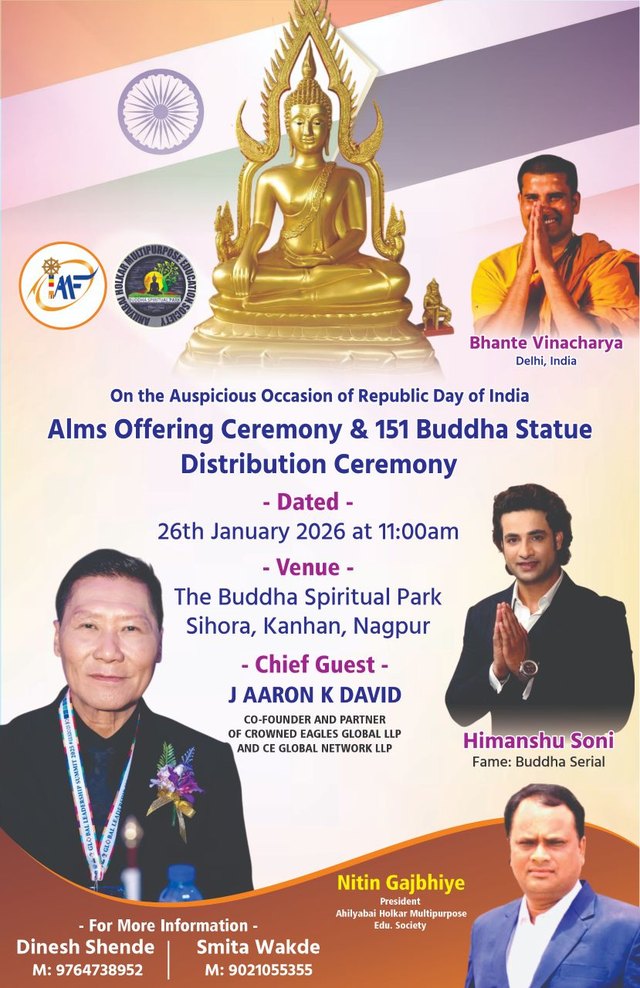 IMF
AHILYABAI HOLKAR MULTIPURPOSE EDUCATION SOCIETY
BUDDHA SPIRITUAL PARK
Bhante Vinacharya
Delhi, India
On the Auspicious Occasion of Republic Day of India
Alms Offering Ceremony & 151 Buddha Statue
Distribution Ceremony
- Dated -
26th January 2026 at 11:00am
- Venue -
The Buddha Spiritual Park
Sihora, Kanhan, Nagpur
- Chief Guest -
J AARON K DAVID
CO-FOUNDER AND PARTNER
OF CROWNED EAGLES GLOBAL LLP
AND CE GLOBAL NETWORK LLP
Himanshu Soni
Fame: Buddha Serial
GLOBAL LEADERSHIP SUMMIT
Nitin Gajbhiye
President
Ahilyabai Holkar Multipurpose
Edu. Society
- For More Information -
Dinesh Shende
M: 9764738952
Smita Wakde
M: 9021055355